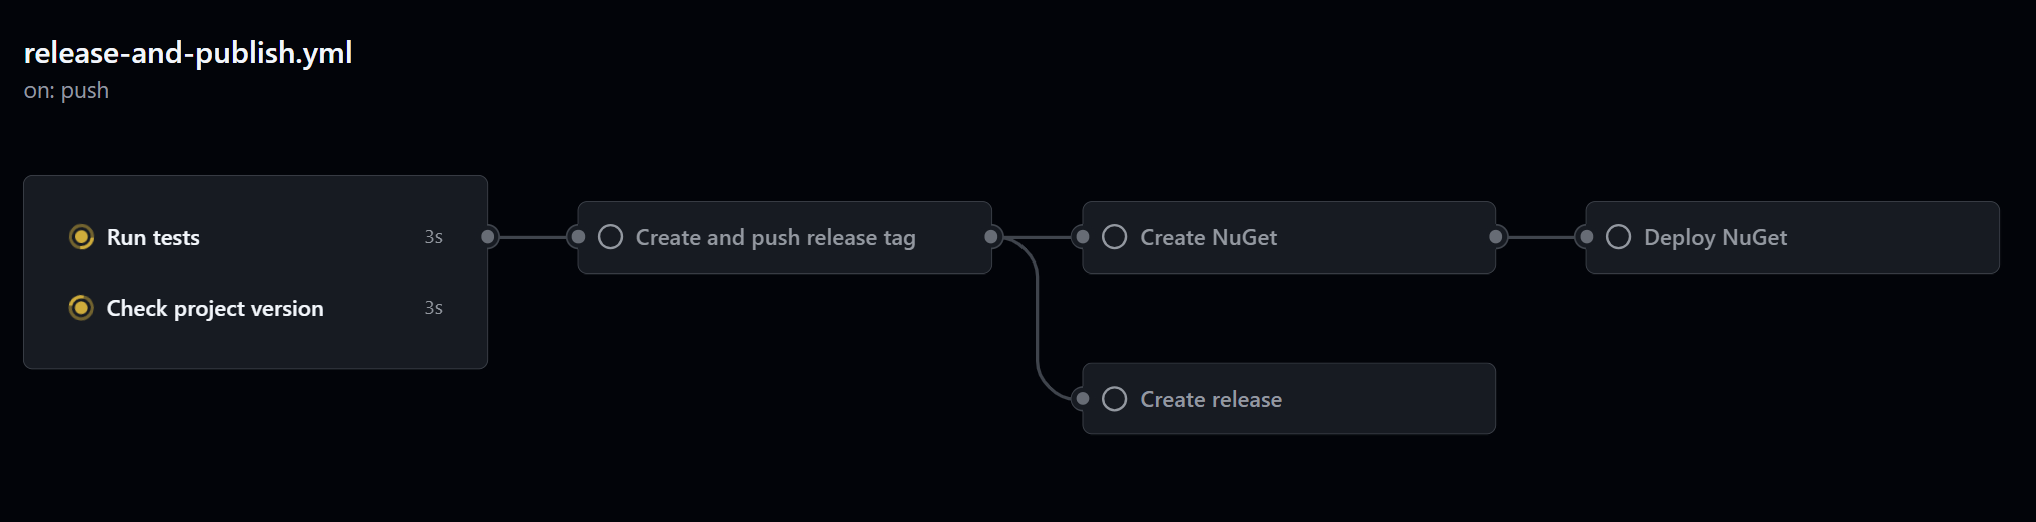 release-and-publish.yml
on: push
Run tests 3s
Check project version 3s
Create and push release tag
Create NuGet
Create release
Deploy NuGet